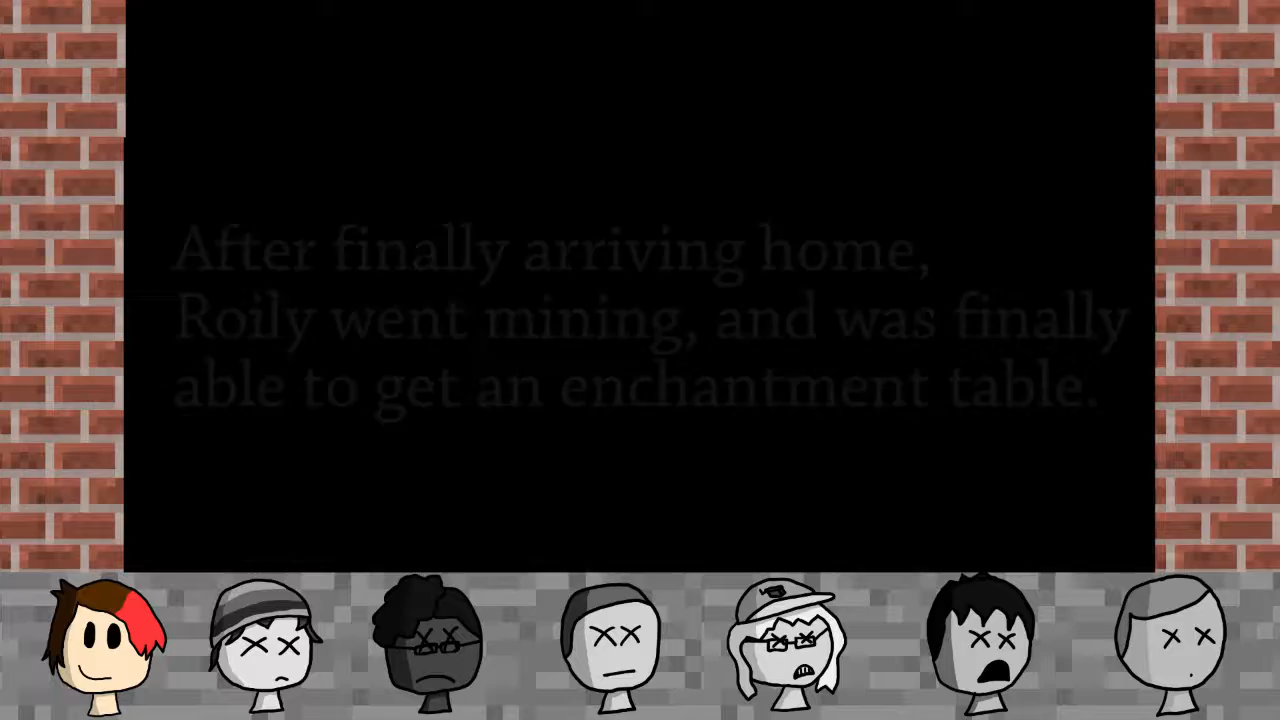 After finally arriving home,
Roily went mining, and was finally
able to get an enchantment table.